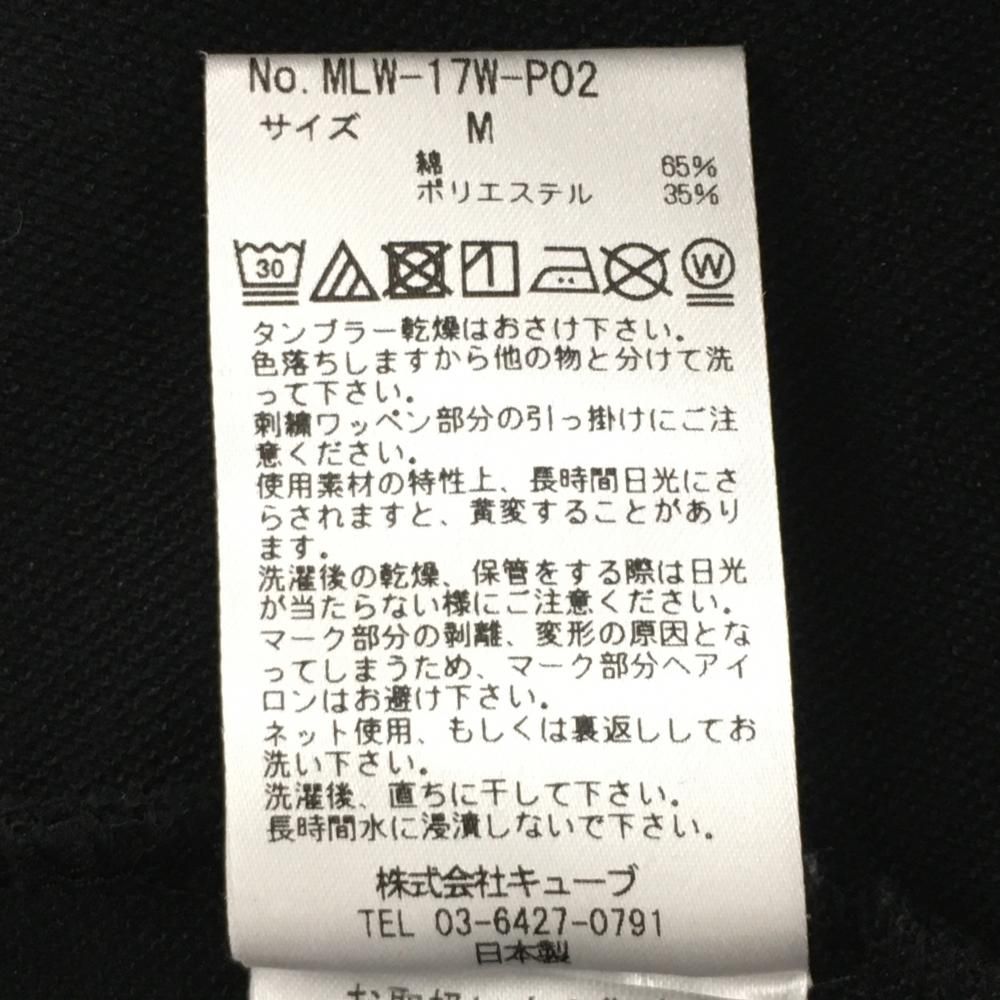 No. MLW-17W-P02
サイズ M
綿 65%
ポリエステル 35%
30 W
タンブラー乾燥はおさけ下さい。
色落ちしますから他の物と分けて洗
って下さい。
刺繍ワッペン部分の引っ掛けにご注
意ください。
使用素材の特性上、長時間日光にさ
らされますと、黄変することがあり
ます。
洗濯後の乾燥、保管をする際は日光
が当たらない様にご注意ください。
マーク部分の剥離、変形の原因とな
ってしまうため、マーク部分へアイ
ロンはお避け下さい。
ネット使用、もしくは裏返ししてお
洗い下さい。
洗濯後、直ちに干して下さい。
長時間水に浸漬しないで下さい。
株式会社キューブ
TEL 03-6427-0791
日本製